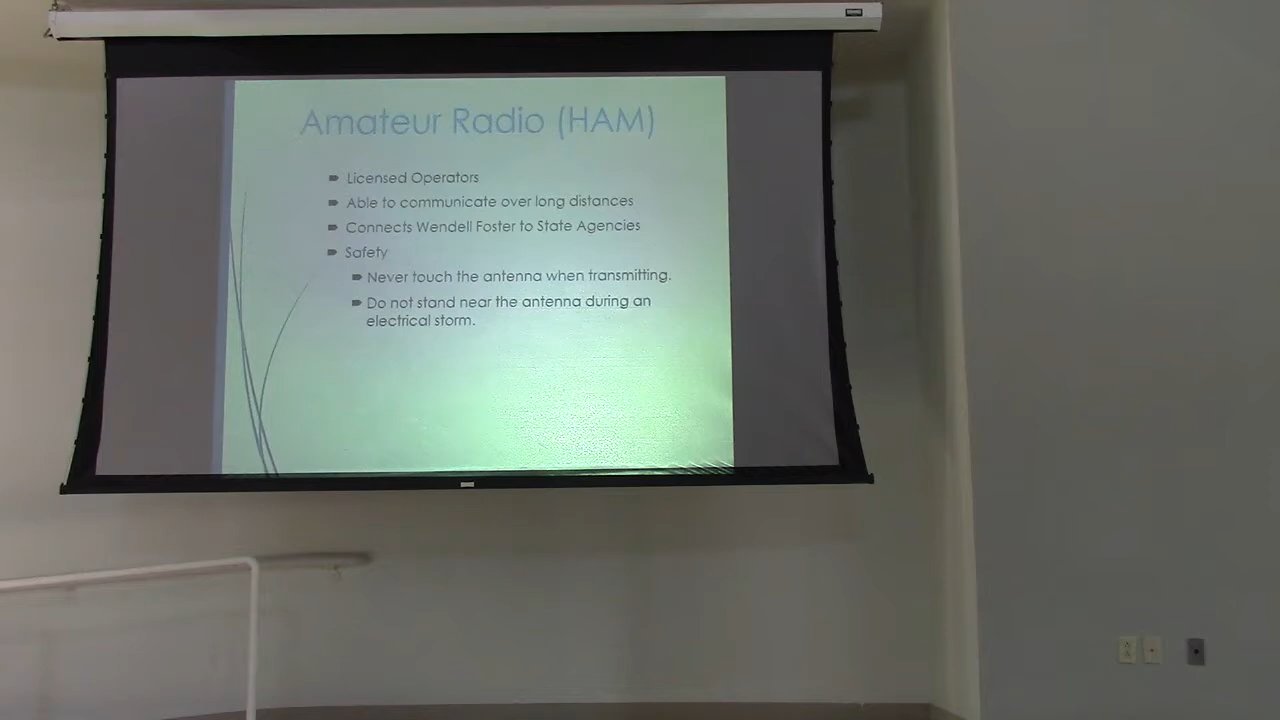 Amateur Radio (HAM)
Licensed Operators
Able to communicate over long distances
Connects Wendell Foster to State Agencies
Safety
Never touch the antenna when transmitting.
Do not stand near the antenna during an
electrical storm.